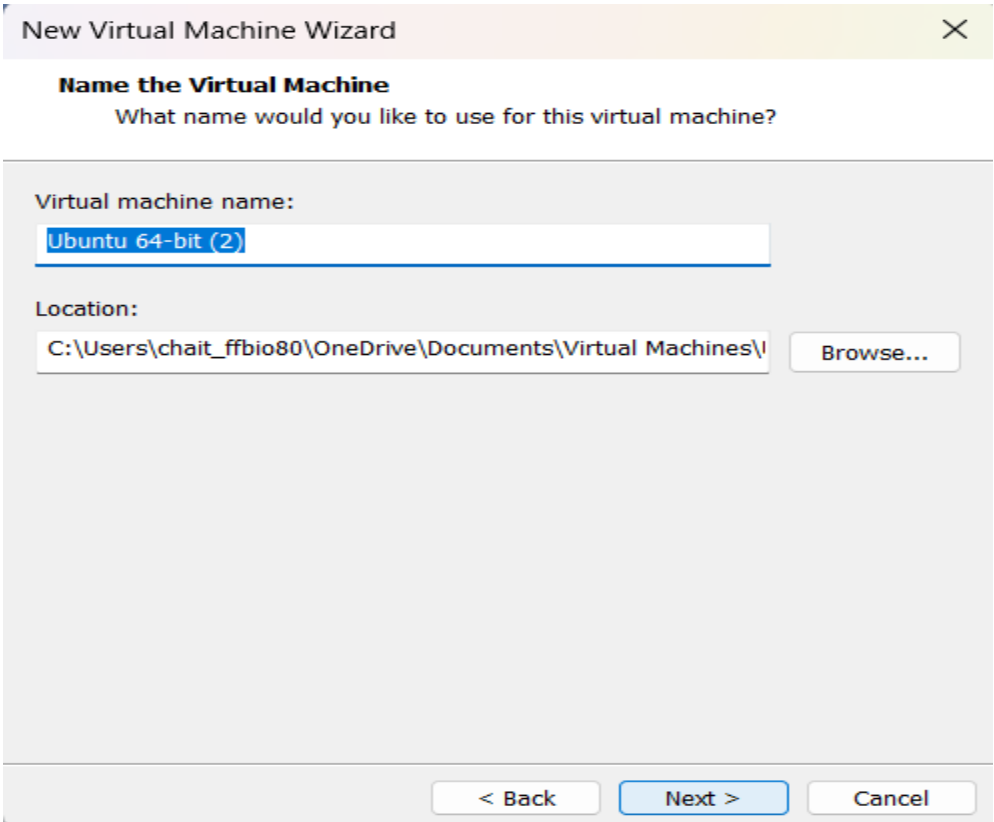 New Virtual Machine Wizard
Name the Virtual Machine
What name would you like to use for this virtual machine?
Virtual machine name:
Ubuntu 64-bit (2)
Location:
C:\Users\chait_ffbio80\OneDrive\Documents\Virtual Machines\
Browse...
< Back
Next >
Cancel